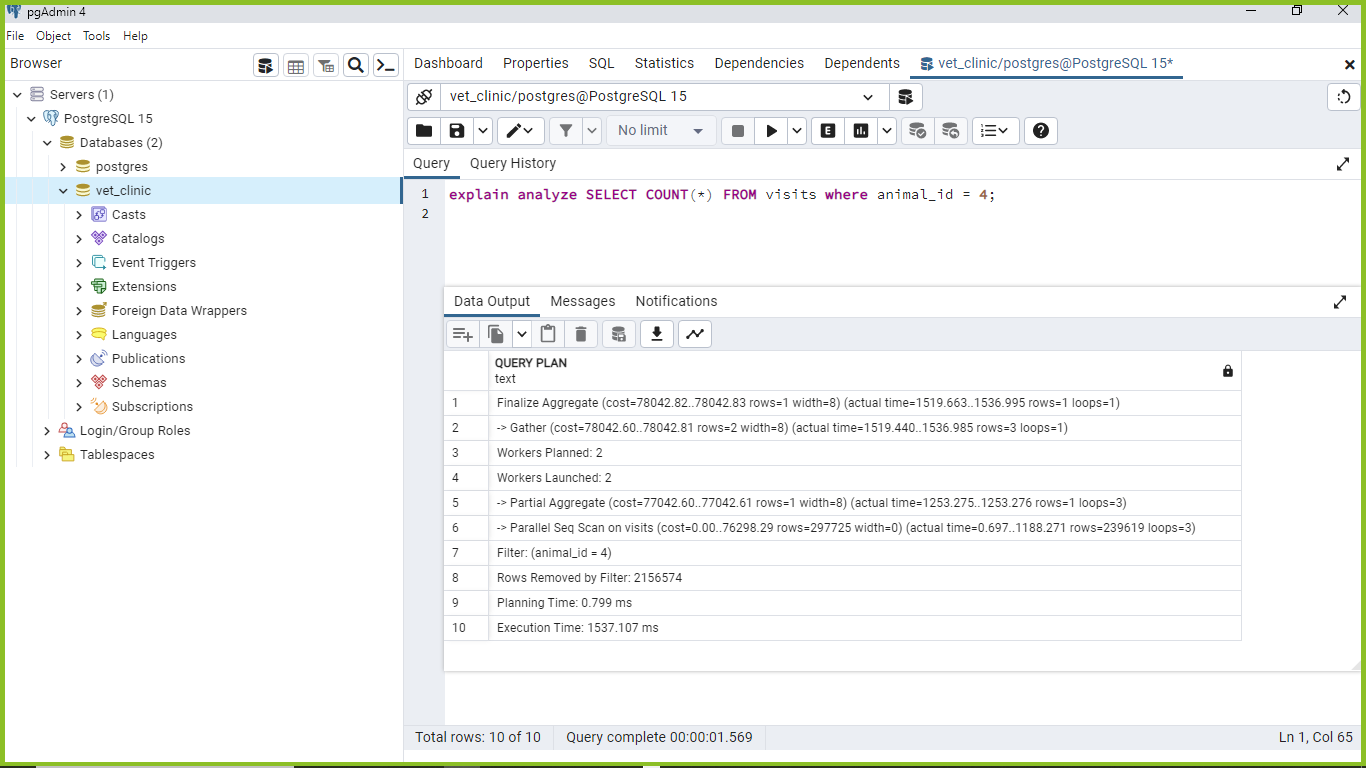 pgAdmin 4
File Object Tools Help
Browser
Servers (1)
PostgreSQL 15
Databases (2)
postgres
vet_clinic
Casts
Catalogs
Event Triggers
Extensions
Foreign Data Wrappers
Languages
Publications
Schemas
Subscriptions
Login/Group Roles
Tablespaces
Dashboard Properties SQL Statistics Dependencies Dependents vet_clinic/postgres@PostgreSQL 15*
vet_clinic/postgres@PostgreSQL 15
No limit E
Query Query History
1 explain analyze SELECT COUNT(*) FROM visits where animal_id = 4;
2
Data Output Messages Notifications
QUERY PLAN
text
1 Finalize Aggregate (cost=78042.82..78042.83 rows=1 width=8) (actual time=1519.663..1536.995 rows=1 loops=1)
2 -> Gather (cost=78042.60..78042.81 rows=2 width=8) (actual time=1519.440..1536.985 rows=3 loops=1)
3 Workers Planned: 2
4 Workers Launched: 2
5 -> Partial Aggregate (cost=77042.60..77042.61 rows=1 width=8) (actual time=1253.275..1253.276 rows=1 loops=3)
6 -> Parallel Seq Scan on visits (cost=0.00..76298.29 rows=297725 width=0) (actual time=0.697..1188.271 rows=239619 loops=3)
7 Filter: (animal_id = 4)
8 Rows Removed by Filter: 2156574
9 Planning Time: 0.799 ms
10 Execution Time: 1537.107 ms
Total rows: 10 of 10 Query complete 00:00:01.569 Ln 1, Col 65